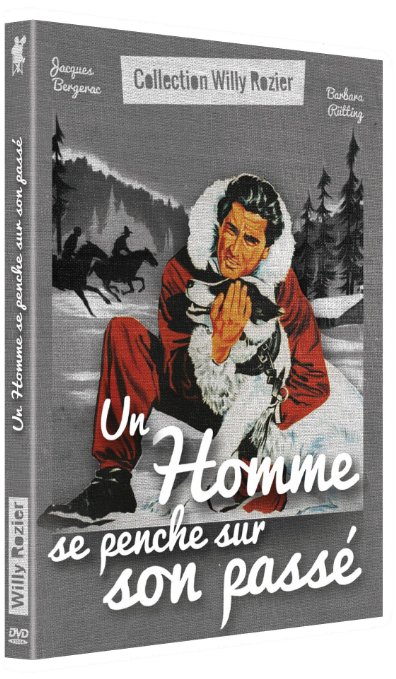 Jacques
Bergerac
Collection Willy Rozier
Barbara
Rütting
Un
Homme
se penche sur
son passé
Un Homme se penche sur son passé
Willy Rozier
DVD